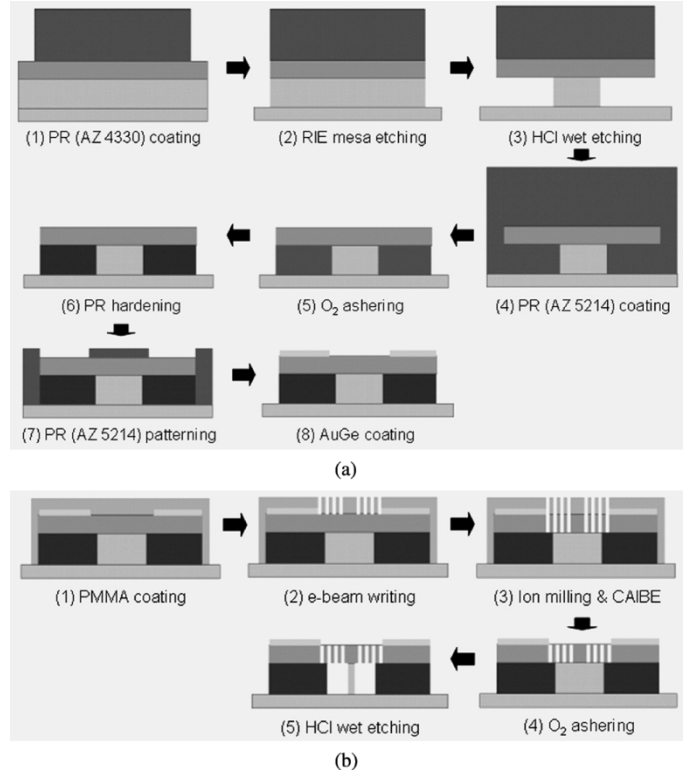 (1) PR (AZ 4330) coating
(2) RIE mesa etching
(3) HCl wet etching
(6) PR hardening
(5) O₂ ashering
(4) PR (AZ 5214) coating
(7) PR (AZ 5214) patterning
(8) AuGe coating
(a)
(1) PMMA coating
(2) e-beam writing
(3) Ion milling & CAIBE
(5) HCl wet etching
(4) O₂ ashering
(b)